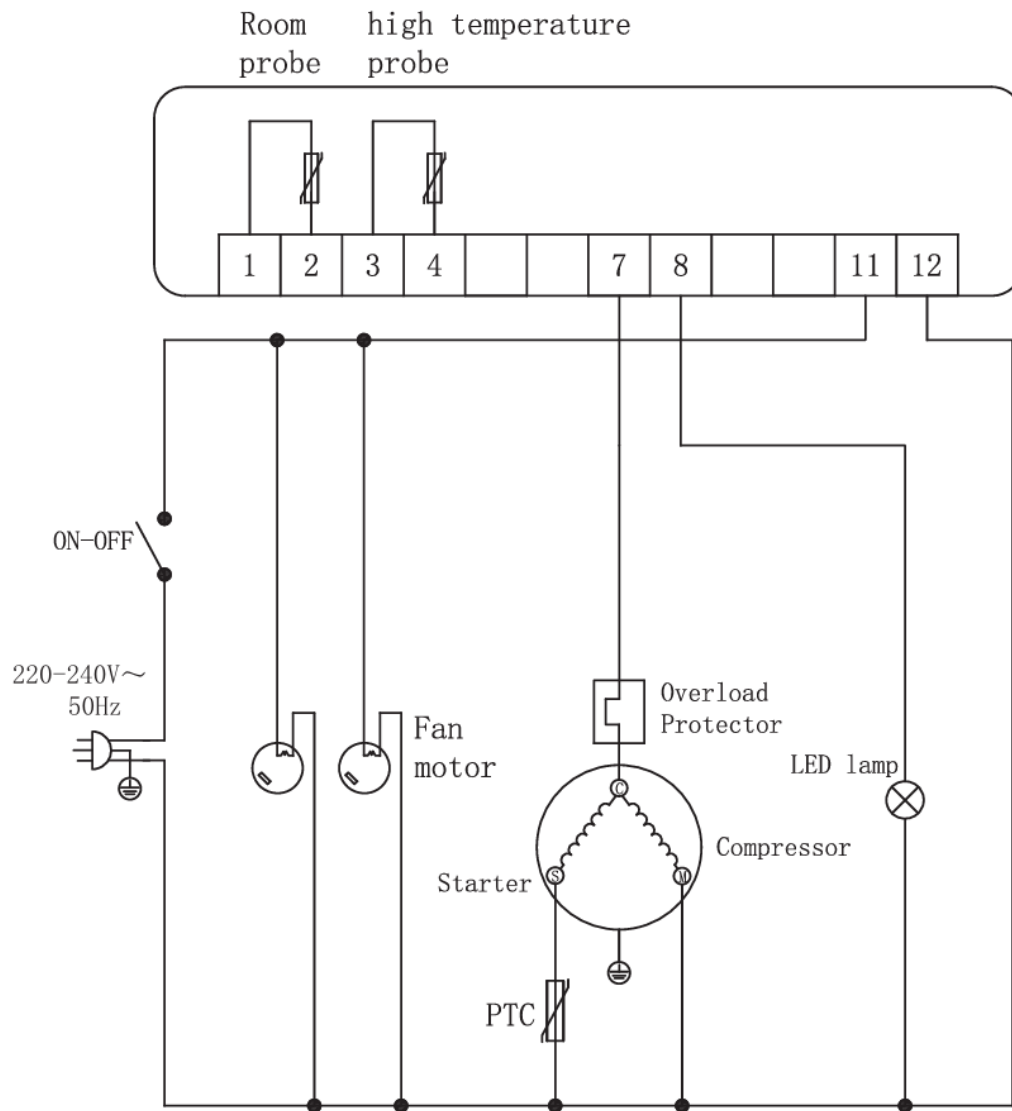 Room
probe
high temperature
probe
1 2 3 4 7 8 11 12
ON-OFF
220-240V～
50Hz
Fan
motor
Overload
Protector
LED lamp
C
Compressor
Starter
S
M
PTC